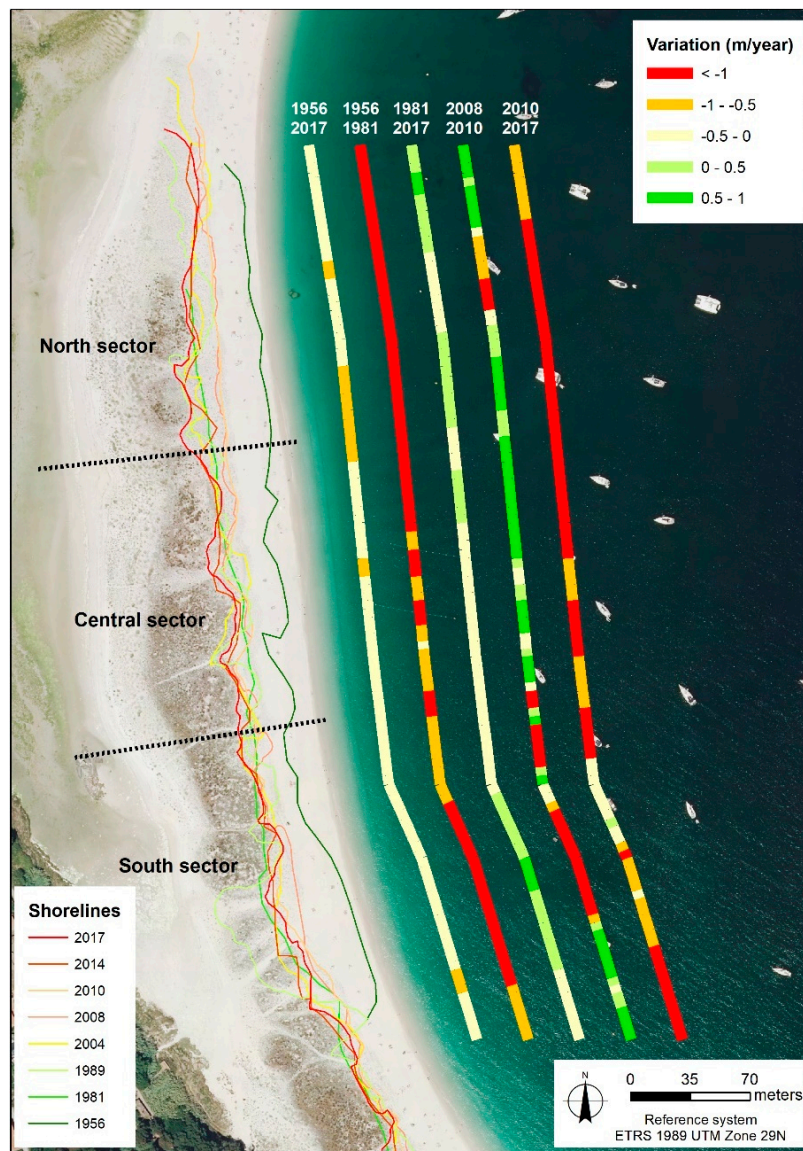 Variation (m/year)
< -1
-1 - -0.5
-0.5 - 0
0 - 0.5
0.5 - 1
1956 1956 1981 2008 2010
2017 1981 2017 2010 2017
North sector
Central sector
South sector
Shorelines
2017
2014
2010
2008
2004
1989
1981
1956
N
0 35 70
meters
Reference system
ETRS 1989 UTM Zone 29N